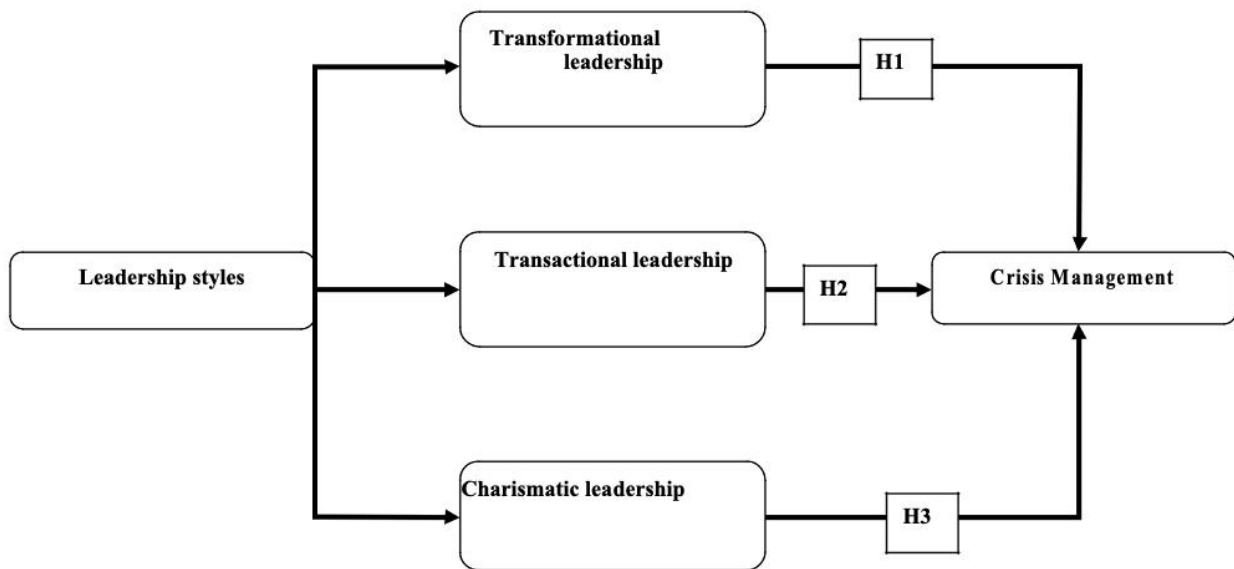 Transformational
leadership
H1
Leadership styles
Transactional leadership
H2
Crisis Management
Charismatic leadership
H3